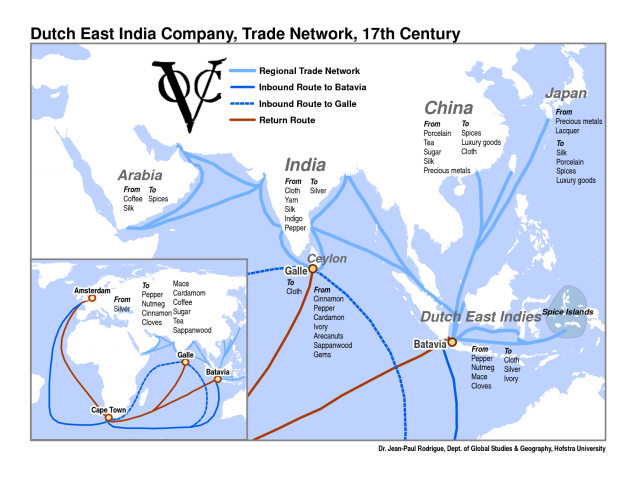 Dutch East India Company, Trade Network, 17th Century
VOC
Regional Trade Network
Inbound Route to Batavia
Inbound Route to Galle
Return Route
Japan
From
Precious metals
Lacquer
To
Silk
Porcelain
Spices
Luxury goods
China
From To
Porcelain Spices
Tea Luxury goods
Sugar Cloth
Silk
Precious metals
India
From To
Cloth Silver
Yarn
Silk
Indigo
Pepper
Arabia
From To
Coffee Spices
Silk
Ceylon
Galle
To
Cloth
From
Cinnamon
Pepper
Cardamon
Ivory
Arecanuts
Sappanwood
Gems
Dutch East Indies
Spice Islands
Batavia
From To
Pepper Cloth
Nutmeg Silver
Mace Ivory
Cloves
Amsterdam
From
Silver
To
Pepper
Nutmeg
Cinnamon
Cloves
Mace
Cardamom
Coffee
Sugar
Tea
Sappanwood
Galle
Batavia
Cape Town
Dr. Jean-Paul Rodrigue, Dept. of Global Studies & Geography, Hofstra University